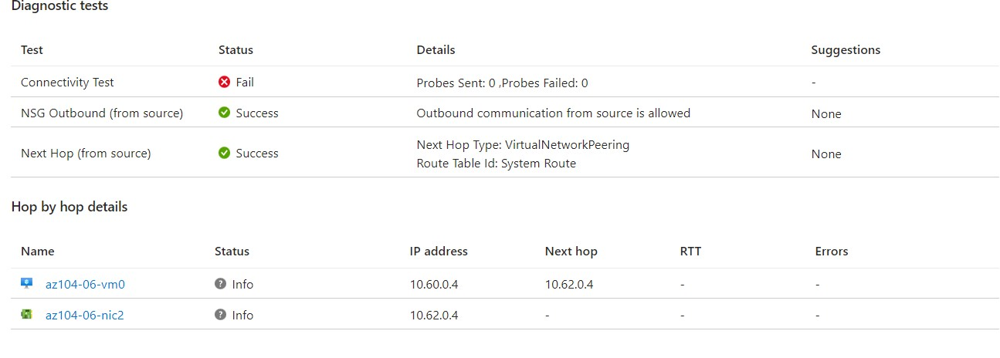 Diagnostic tests
Test Status Details Suggestions
Connectivity Test Fail Probes Sent: 0 ,Probes Failed: 0 -
NSG Outbound (from source) Success Outbound communication from source is allowed None
Next Hop (from source) Success Next Hop Type: VirtualNetworkPeering None
Route Table Id: System Route
Hop by hop details
Name Status IP address Next hop RTT Errors
az104-06-vm0 Info 10.60.0.4 10.62.0.4 - -
az104-06-nic2 Info 10.62.0.4 - - -